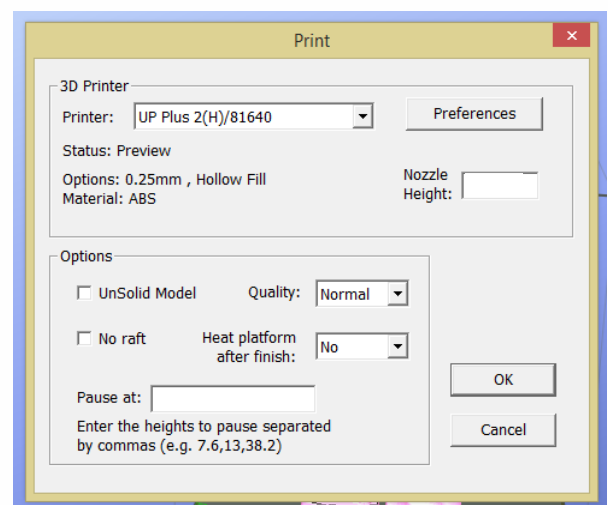 Print
3D Printer
Printer: UP Plus 2(H)/81640
Preferences
Status: Preview
Options: 0.25mm , Hollow Fill
Material: ABS
Nozzle
Height:
Options
UnSolid Model
Quality: Normal
No raft
Heat platform
after finish: No
Pause at:
Enter the heights to pause separated
by commas (e.g. 7.6,13,38.2)
OK
Cancel